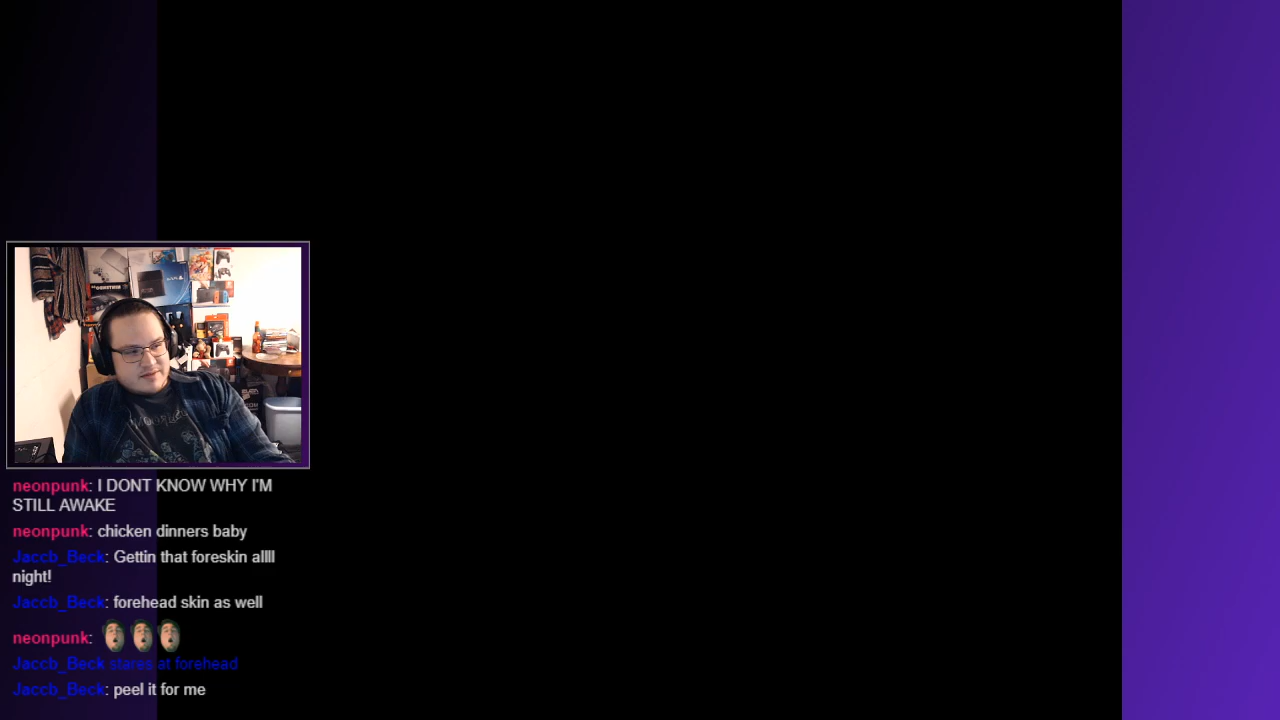 neonpunk: I DONT KNOW WHY I'M
STILL AWAKE
neonpunk: chicken dinners baby
Jaccb_Beck: Gettin that foreskin allll
night!
Jaccb_Beck: forehead skin as well
neonpunk:
Jaccb_Beck stares at forehead
Jaccb_Beck: peel it for me